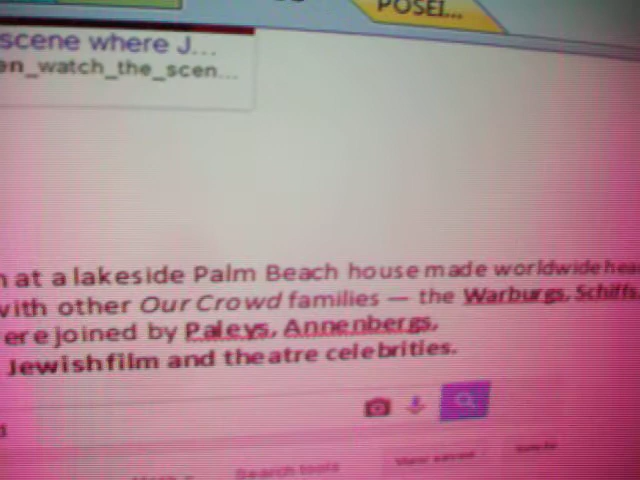 POSEI...
scene where J...
en_watch_the_scen...
at a lakeside Palm Beach house made worldwide hea
with other Our Crowd families — the Warburgs, Schiffs,
ere joined by Paleys, Annenbergs,
Jewish film and theatre celebrities.
Search tools